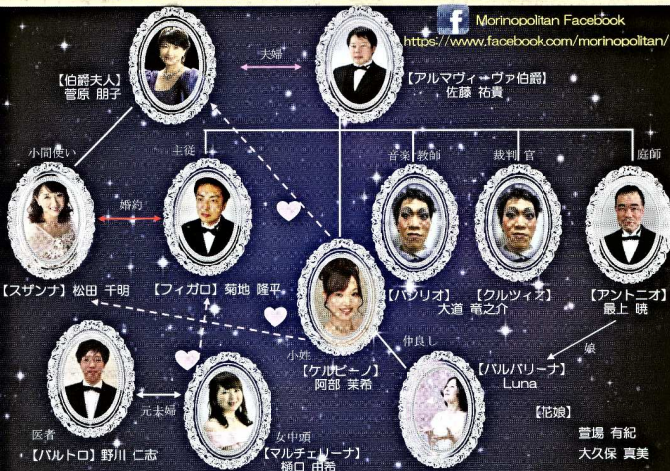 Morinopolitan Facebook
https://www.facebook.com/morinopolitan/
夫婦
【伯爵夫人】
菅原 朋子
【アルマヴィーヴァ伯爵】
佐藤 祐貴
小間使い
主従
音楽教師
裁判官
庭師
婚約
【スザンナ】松田 千明
【フィガロ】菊地 隆平
【バジリオ】
【クルツィオ】
大道 竜之介
【アントニオ】
最上 暁
小姓
【ケルビーノ】
阿部 茉希
仲良し
娘
【バルバリーナ】
Luna
元夫婦
医者
【バルトロ】野川 仁志
女中頭
【マルチェリーナ】
樋口 由希
【花娘】
萱場 有紀
大久保 真美